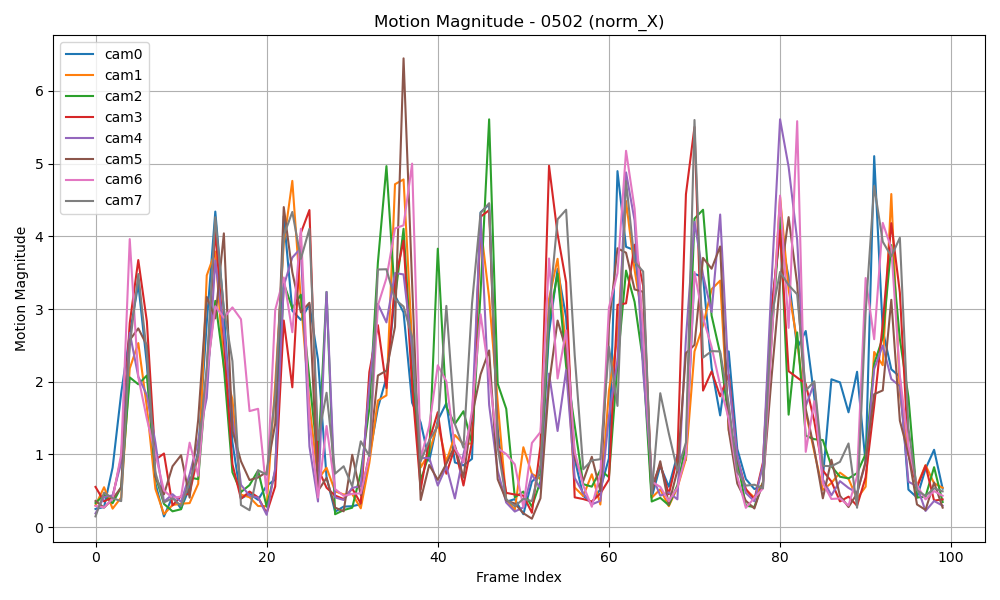 Motion Magnitude - 0502 (norm_X)
cam0
cam1
cam2
cam3
cam4
cam5
cam6
cam7
Motion Magnitude
6
5
4
3
2
1
0
0 20 40 60 80 100
Frame Index